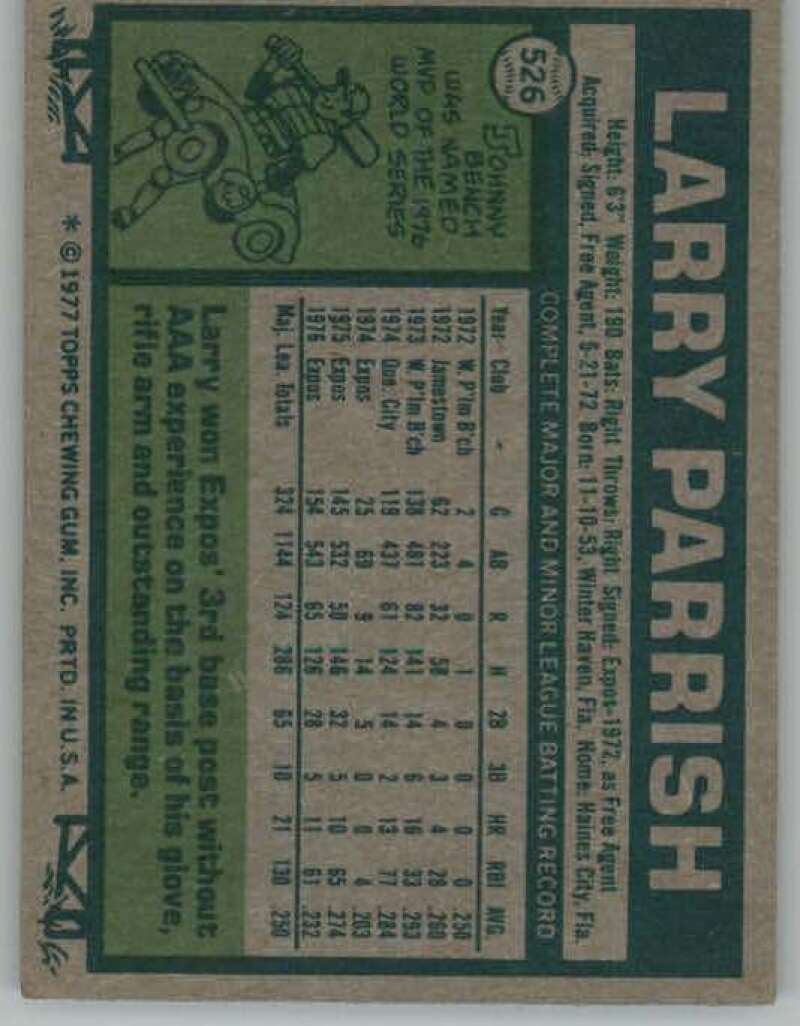 526
LARRY PARRISH
Height: 6'3" Weight: 190 Bats: Right Throws: Right Signed: Expos-1972, as Free Agent
Acquired: Signed, Free Agent, 5-21-72 Born: 11-10-53, Winter Haven, Fla. Home: Haines City, Fla.
COMPLETE MAJOR AND MINOR LEAGUE BATTING RECORD
Year Club G AB R H 2B 3B HR RBI AVG.
1972 W. P'lm B'ch 2 4 0 1 0 0 0 0 .250
1972 Jamestown 62 223 32 58 4 3 4 28 .260
1973 W. P'lm B'ch 138 481 82 141 14 6 16 33 .293
1974 Que. City 119 437 61 124 14 2 13 77 .284
1974 Expos 25 69 9 14 5 0 0 4 .203
1975 Expos 145 532 50 146 32 5 10 65 .274
1976 Expos 154 543 65 126 28 5 11 61 .232
Maj. Lea. Totals 324 1144 124 286 65 10 21 130 .250
JOHNNY
BENCH
WAS NAMED
MVP OF THE 1976
WORLD SERIES
Larry won Expos' 3rd base post without
AAA experience on the basis of his glove,
rifle arm and outstanding range.
* © 1977 TOPPS CHEWING GUM, INC. PRTD. IN U.S.A.